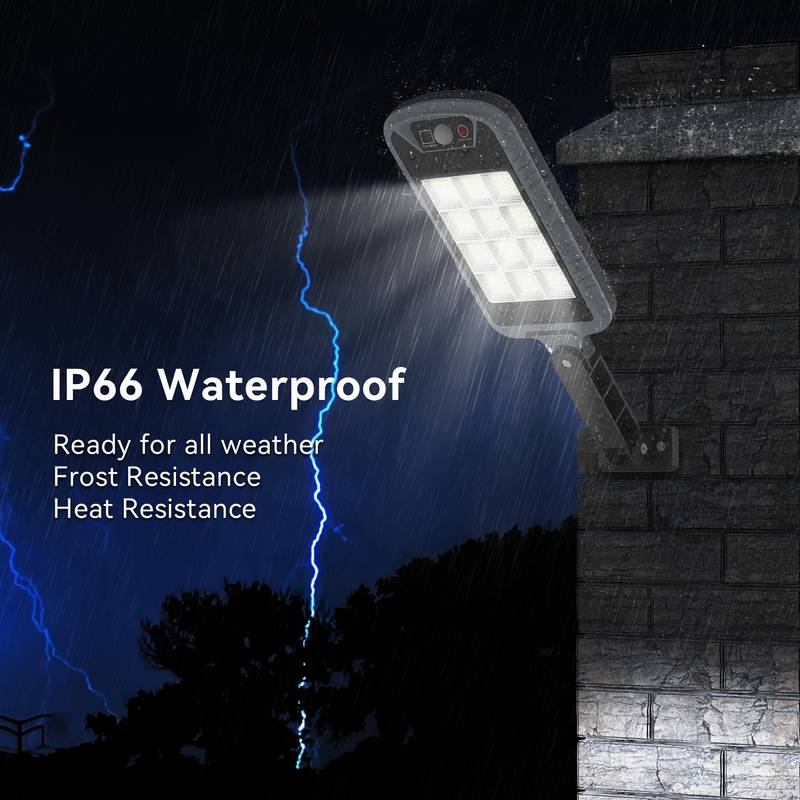 IP66 Waterproof
Ready for all weather
Frost Resistance
Heat Resistance